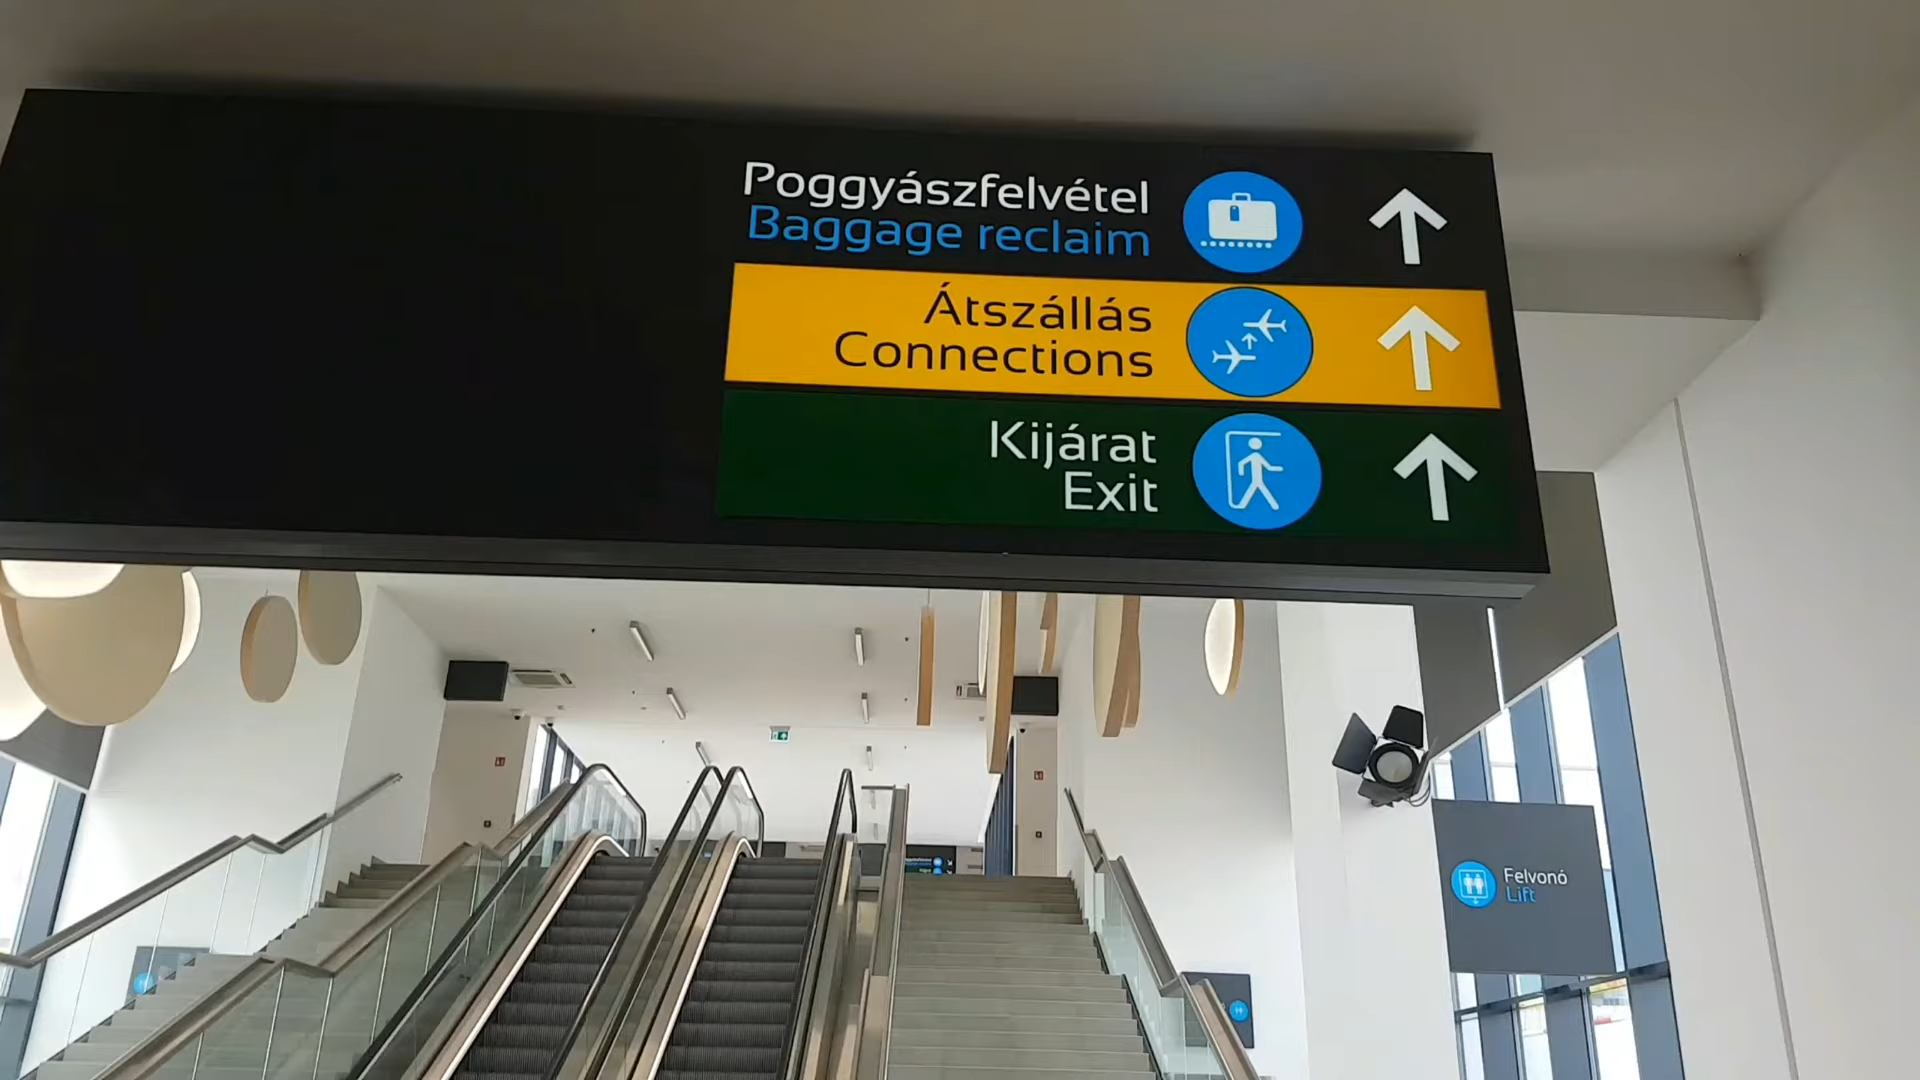 Poggyászfelvétel
Baggage reclaim
Átszállás
Connections
Kijárat
Exit
Felvonó
Lift